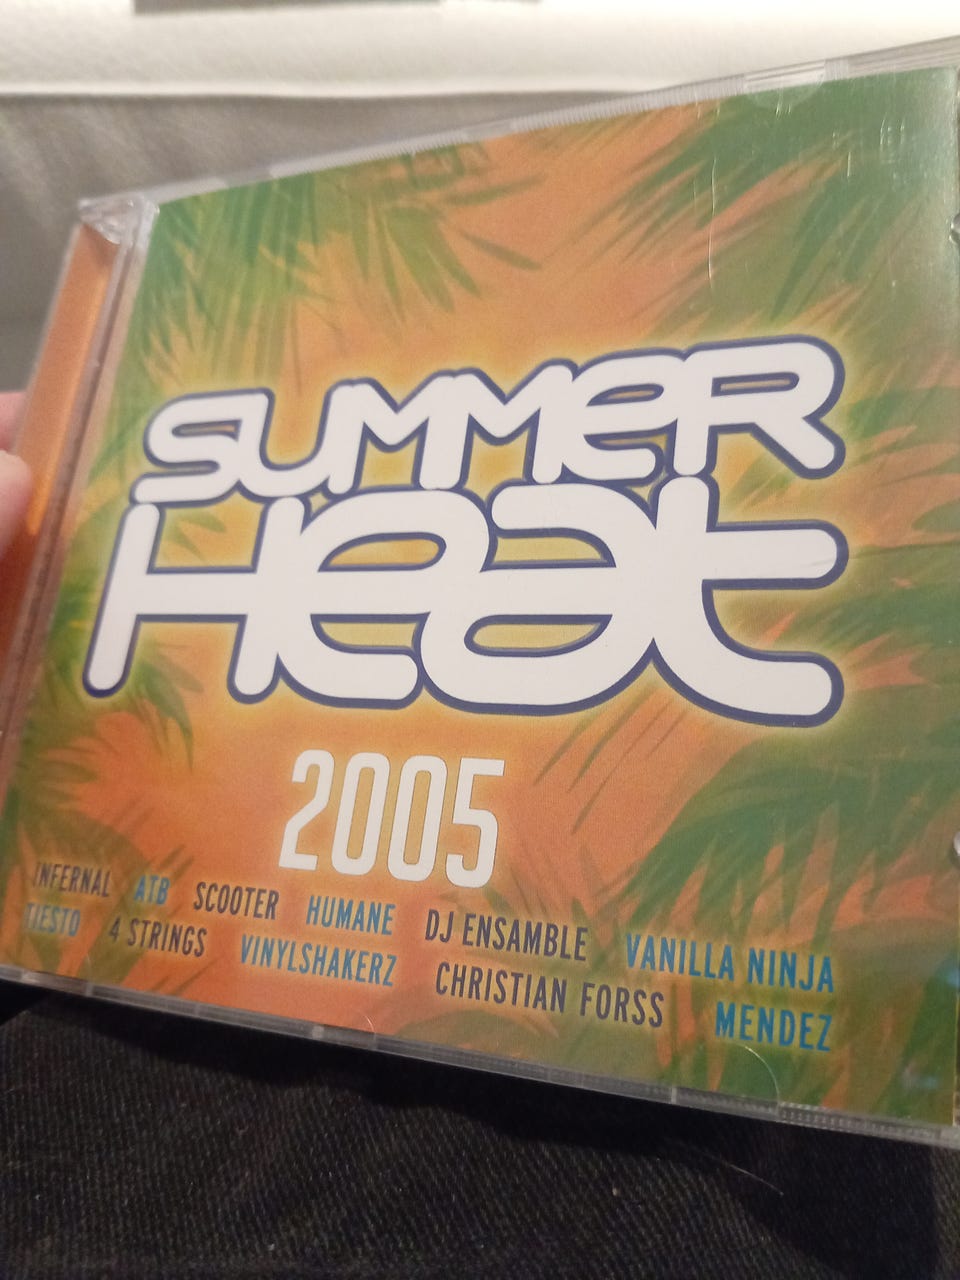 SUMMER
Heat
2005
INFERNAL ATB SCOOTER HUMANE DJ ENSAMBLE VANILLA NINJA
TIESTO 4 STRINGS VINYLSHAKERZ CHRISTIAN FORSS MENDEZ